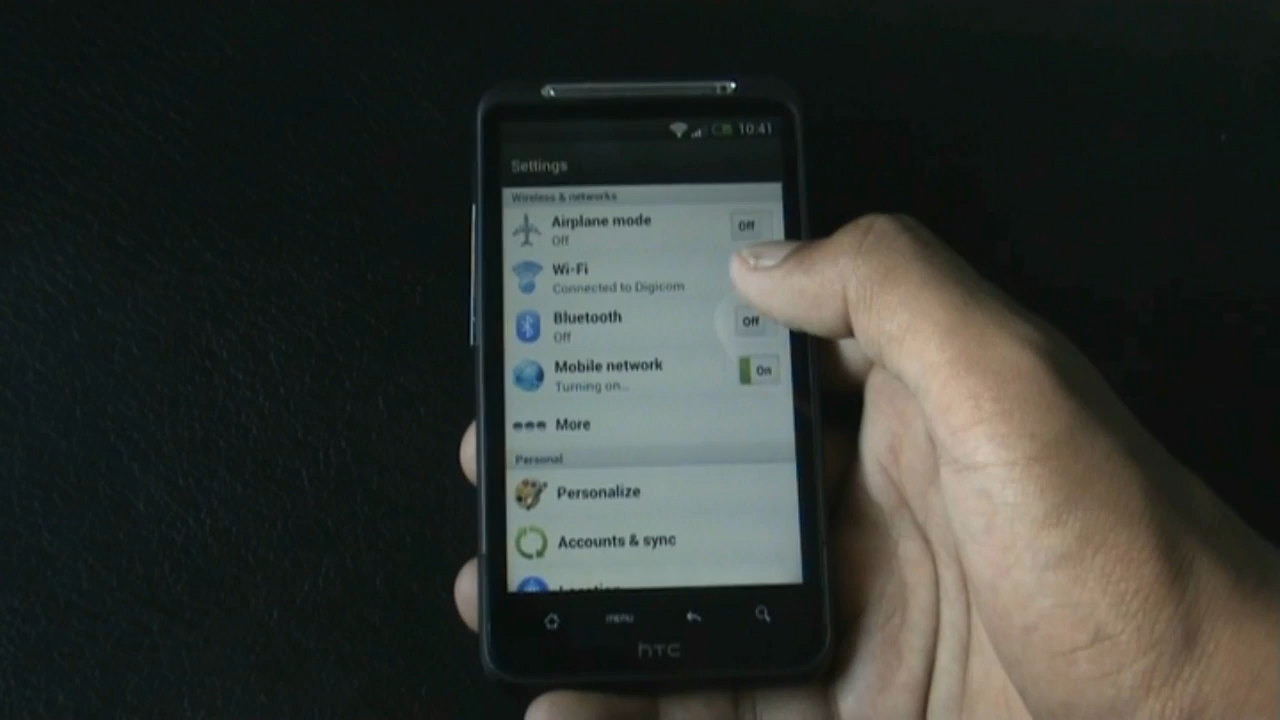 10:41
Settings
Wireless & networks
Airplane mode
Off
Off
Wi-Fi
Connected to Digicom
Bluetooth
Off
Off
Mobile network
Turning on...
On
More
Personal
Personalize
Accounts & sync
Location
MENU
hTC